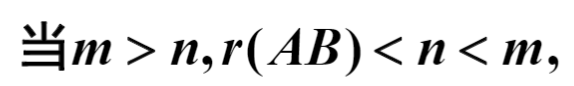 当m > n,r(AB) < n < m,